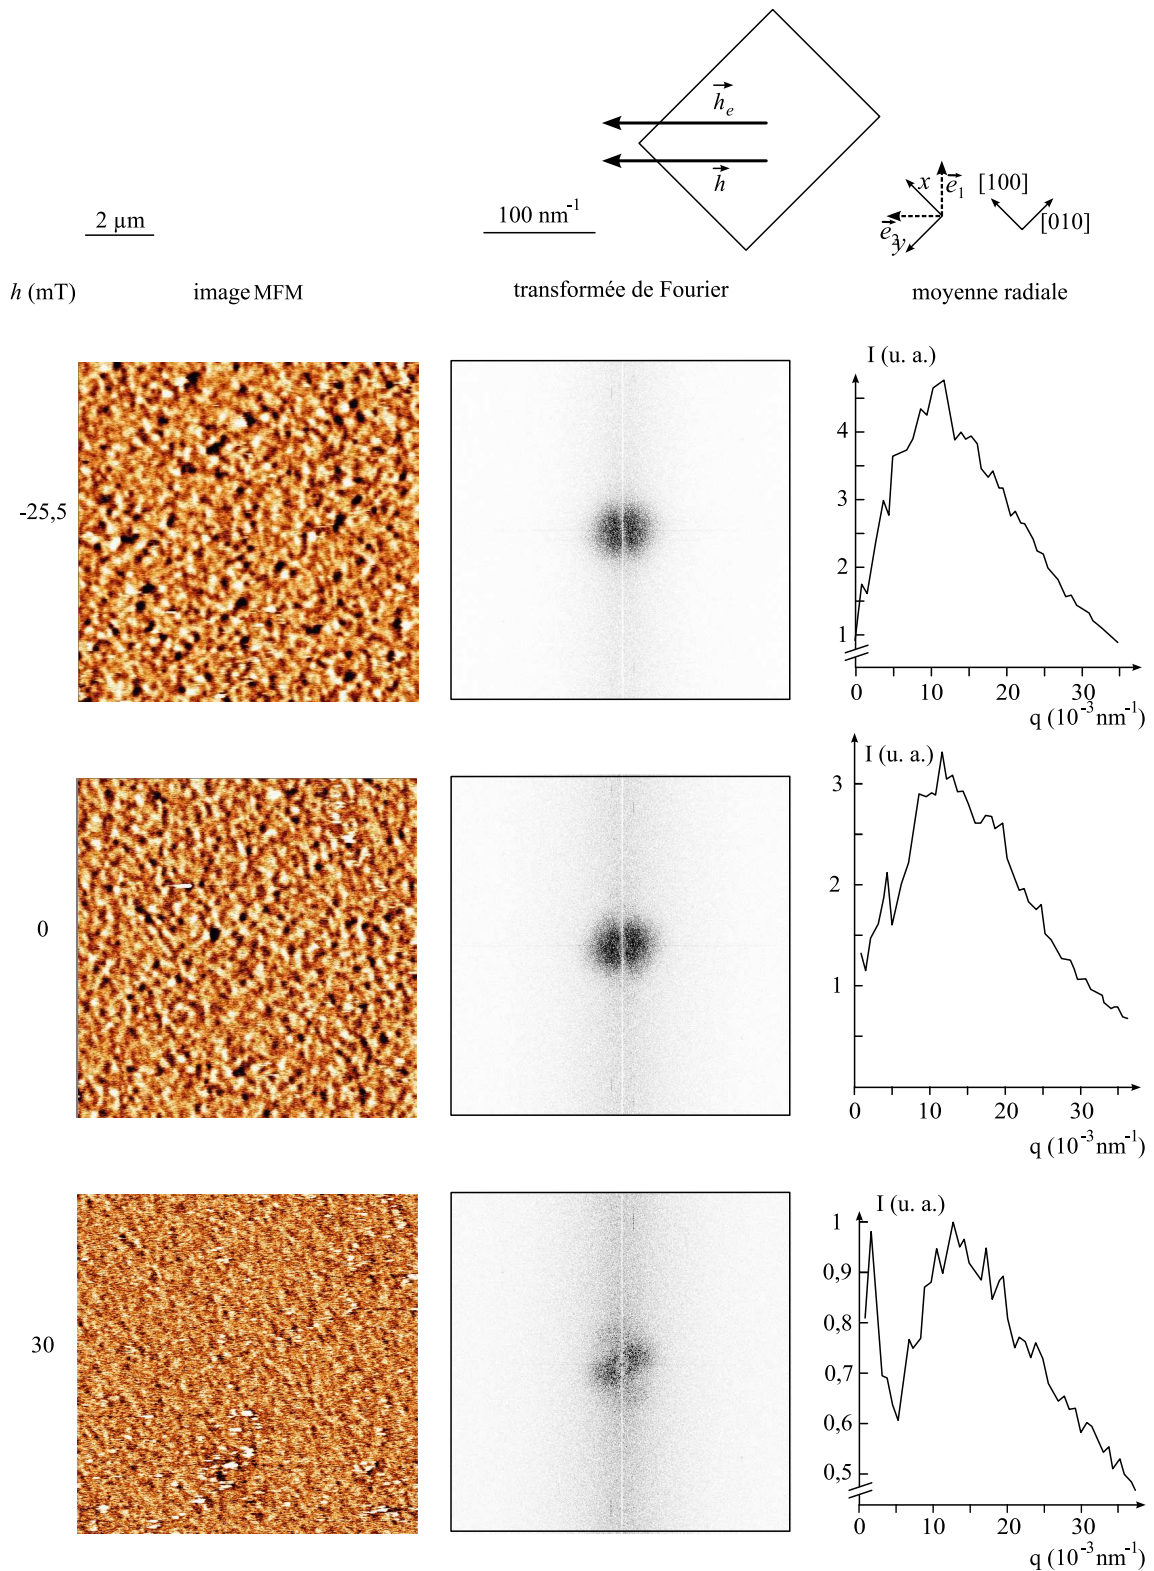 h⃗e
h⃗
2 µm
100 nm-1
x
e⃗1
e⃗2
y
[100]
[010]
h (mT)
image MFM
transformée de Fourier
moyenne radiale
-25,5
I (u. a.)
4
3
2
1
0 10 20 30
q (10-3 nm-1)
0
I (u. a.)
3
2
1
0 10 20 30
q (10-3 nm-1)
30
I (u. a.)
1
0,9
0,8
0,7
0,6
0,5
0 10 20 30
q (10-3 nm-1)